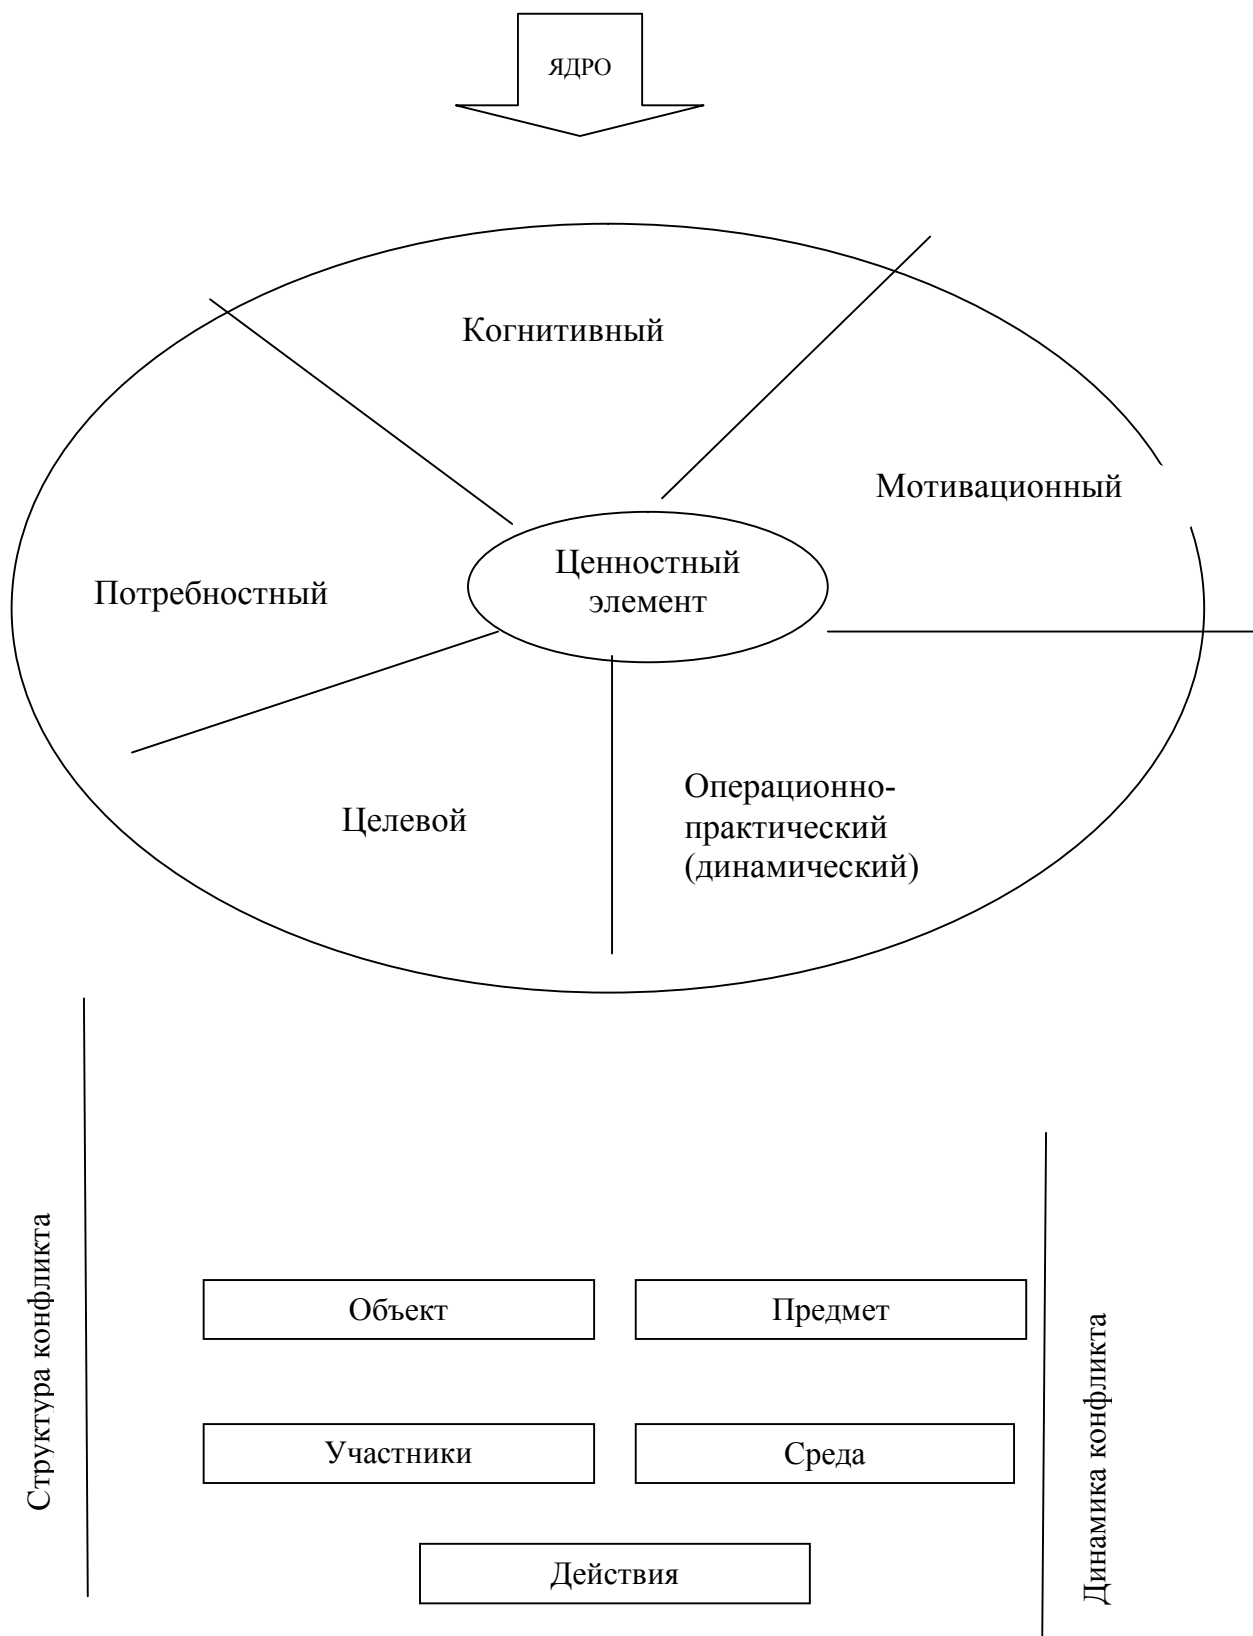 ЯДРО
Когнитивный
Мотивационный
Ценностный
элемент
Потребностный
Целевой
Операционно-
практический
(динамический)
Структура конфликта
Объект
Предмет
Участники
Среда
Действия
Динамика конфликта